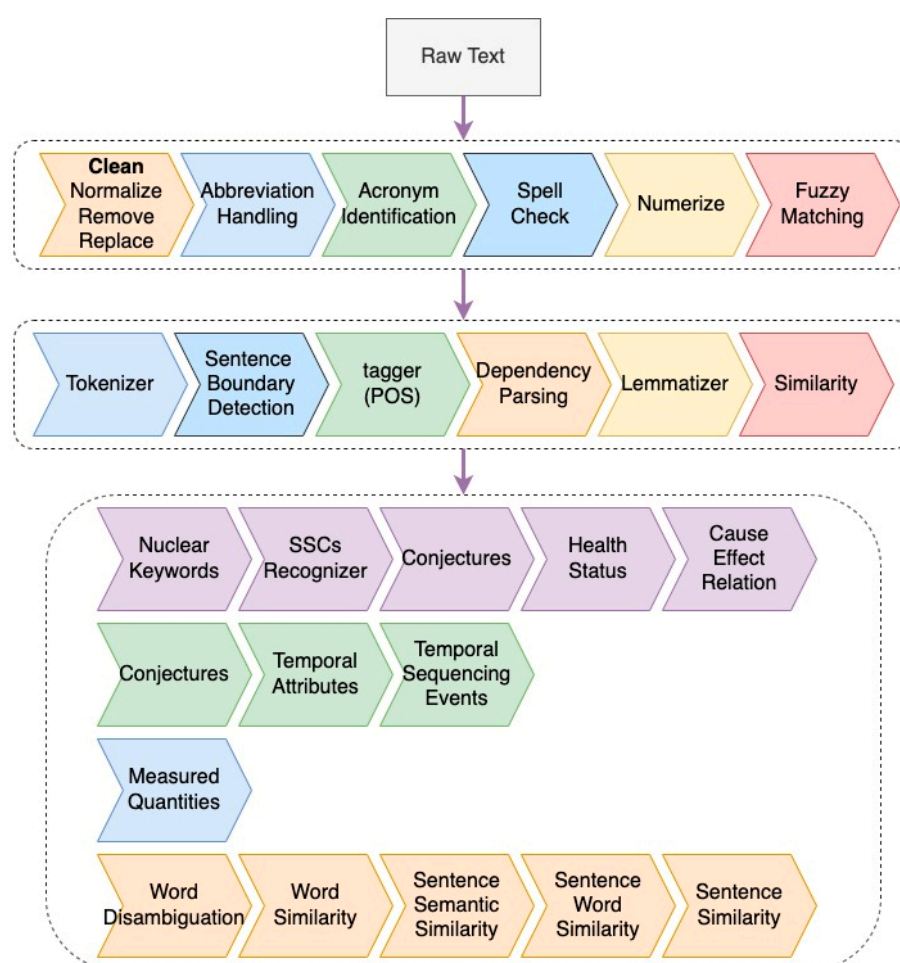 Raw Text
Clean
Normalize
Remove
Replace
Abbreviation
Handling
Acronym
Identification
Spell
Check
Numerize
Fuzzy
Matching
Tokenizer
Sentence
Boundary
Detection
tagger
(POS)
Dependency
Parsing
Lemmatizer
Similarity
Nuclear
Keywords
SSCs
Recognizer
Conjectures
Health
Status
Cause
Effect
Relation
Conjectures
Temporal
Attributes
Temporal
Sequencing
Events
Measured
Quantities
Word
Disambiguation
Word
Similarity
Sentence
Semantic
Similarity
Sentence
Word
Similarity
Sentence
Similarity